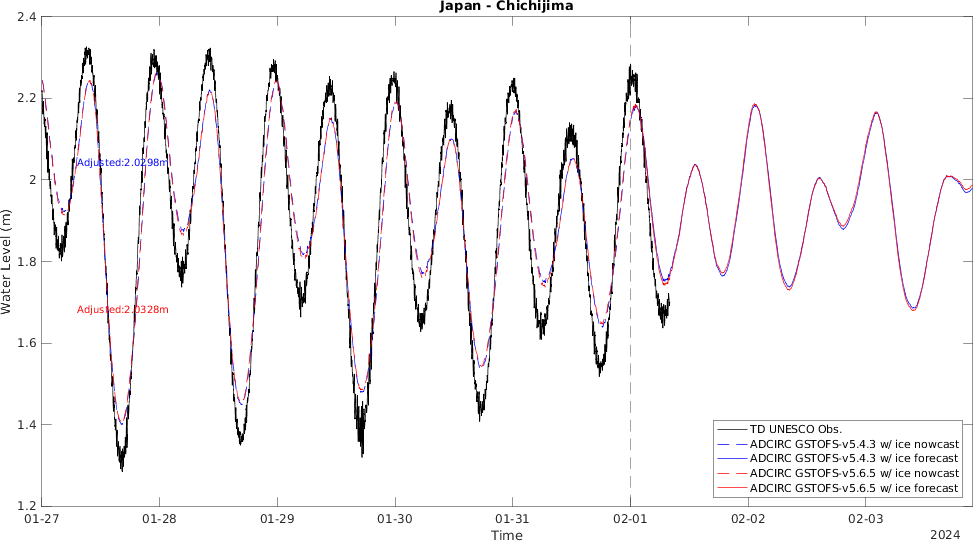 Japan - Chichijima
2.4
2.2
2
1.8
1.6
1.4
1.2
Water Level (m)
Adjusted:2.0298m
Adjusted:2.0328m
TD UNESCO Obs.
ADCIRC GSTOFS-v5.4.3 w/ ice nowcast
ADCIRC GSTOFS-v5.4.3 w/ ice forecast
ADCIRC GSTOFS-v5.6.5 w/ ice nowcast
ADCIRC GSTOFS-v5.6.5 w/ ice forecast
01-27 01-28 01-29 01-30 01-31 02-01 02-02 02-03
Time
2024